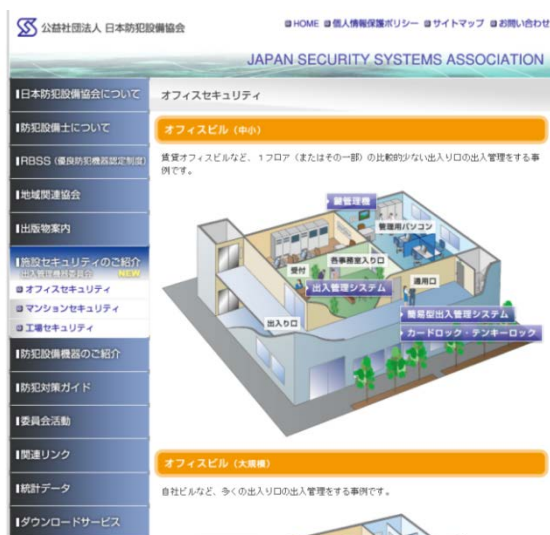 公益社団法人 日本防犯設備協会
HOME 個人情報保護ポリシー サイトマップ お問い合わせ
JAPAN SECURITY SYSTEMS ASSOCIATION
日本防犯設備協会について
防犯設備士について
RBSS (優良防犯機器認定制度)
地域関連協会
出版物案内
施設セキュリティのご紹介
出入管理機器委員会 NEW
オフィスセキュリティ
マンションセキュリティ
工場セキュリティ
防犯設備機器のご紹介
防犯対策ガイド
委員会活動
関連リンク
統計データ
ダウンロードサービス
オフィスセキュリティ
オフィスビル (中小)
賃貸オフィスビルなど、1フロア(またはその一部)の比較的少ない出入り口の出入管理をする事
例です。
鍵管理機
管理用パソコン
各事務室入り口
受付
出入管理システム
通用口
出入り口
簡易型出入管理システム
カードロック・テンキーロック
オフィスビル (大規模)
自社ビルなど、多くの出入り口の出入管理をする事例です。